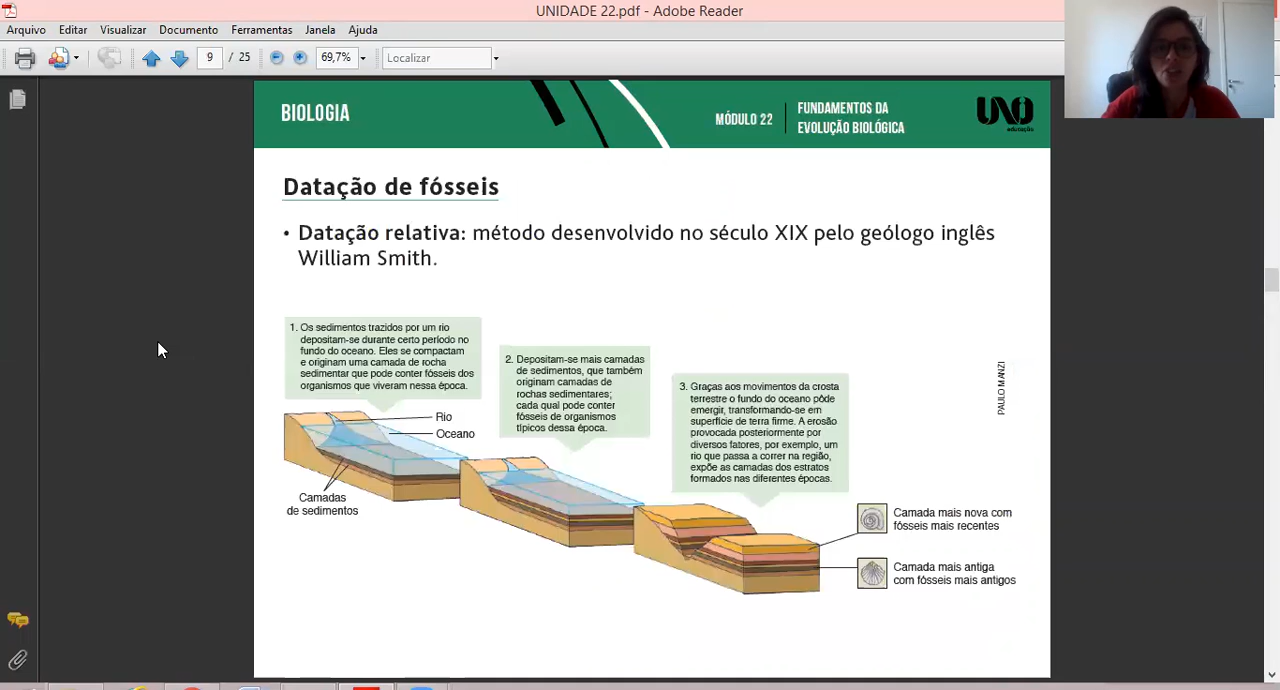 UNIDADE 22.pdf - Adobe Reader
Arquivo Editar Visualizar Documento Ferramentas Janela Ajuda
9 / 25 69,7% Localizar
BIOLOGIA
MÓDULO 22
FUNDAMENTOS DA
EVOLUÇÃO BIOLÓGICA
UNO
educação
Datação de fósseis
• Datação relativa: método desenvolvido no século XIX pelo geólogo inglês
William Smith.
1. Os sedimentos trazidos por um rio
depositam-se durante certo período no
fundo do oceano. Eles se compactam
e originam uma camada de rocha
sedimentar que pode conter fósseis dos
organismos que viveram nessa época.
2. Depositam-se mais camadas
de sedimentos, que também
originam camadas de
rochas sedimentares;
cada qual pode conter
fósseis de organismos
típicos dessa época.
3. Graças aos movimentos da crosta
terrestre o fundo do oceano pôde
emergir, transformando-se em
superfície de terra firme. A erosão
provocada posteriormente por
diversos fatores, por exemplo, um
rio que passa a correr na região,
expõe as camadas dos estratos
formados nas diferentes épocas.
PAULO MANZI
Rio
Oceano
Camadas
de sedimentos
Camada mais nova com
fósseis mais recentes
Camada mais antiga
com fósseis mais antigos